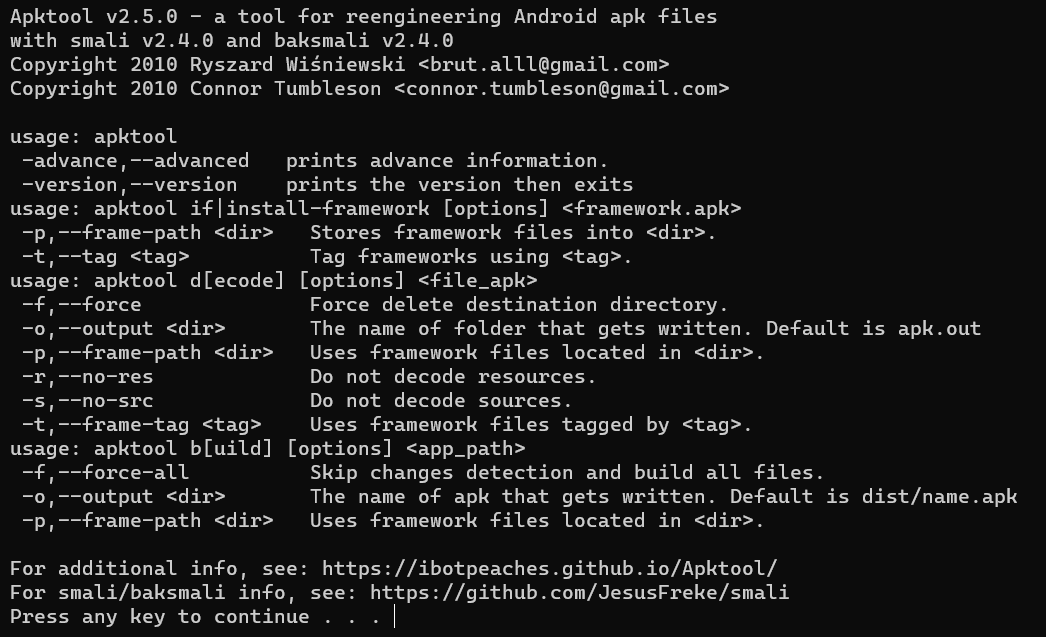 Apktool v2.5.0 - a tool for reengineering Android apk files
with smali v2.4.0 and baksmali v2.4.0
Copyright 2010 Ryszard Wiśniewski <brut.alll@gmail.com>
Copyright 2010 Connor Tumbleson <connor.tumbleson@gmail.com>

usage: apktool
 -advance,--advanced   prints advance information.
 -version,--version    prints the version then exits
usage: apktool if|install-framework [options] <framework.apk>
 -p,--frame-path <dir>   Stores framework files into <dir>.
 -t,--tag <tag>          Tag frameworks using <tag>.
usage: apktool d[ecode] [options] <file_apk>
 -f,--force              Force delete destination directory.
 -o,--output <dir>       The name of folder that gets written. Default is apk.out
 -p,--frame-path <dir>   Uses framework files located in <dir>.
 -r,--no-res             Do not decode resources.
 -s,--no-src             Do not decode sources.
 -t,--frame-tag <tag>    Uses framework files tagged by <tag>.
usage: apktool b[uild] [options] <app_path>
 -f,--force-all          Skip changes detection and build all files.
 -o,--output <dir>       The name of apk that gets written. Default is dist/name.apk
 -p,--frame-path <dir>   Uses framework files located in <dir>.

For additional info, see: https://ibotpeaches.github.io/Apktool/
For smali/baksmali info, see: https://github.com/JesusFreke/smali
Press any key to continue . . .